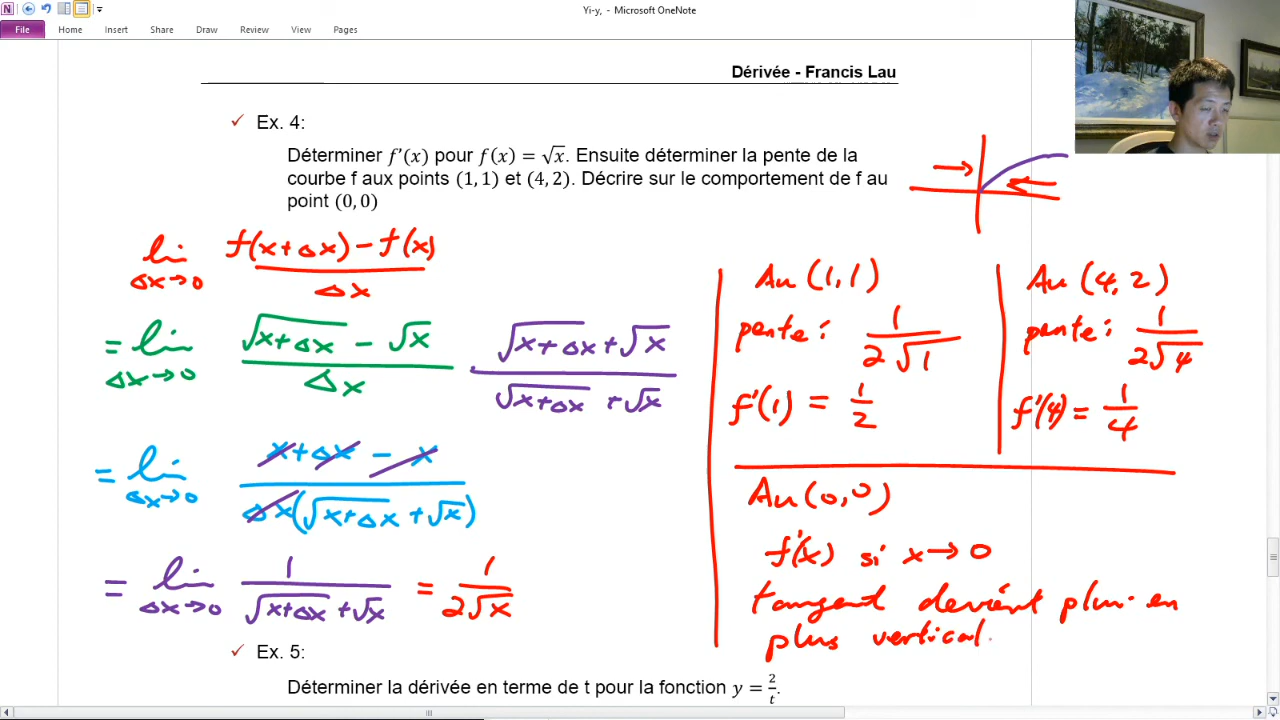 Yi-y, - Microsoft OneNote
File Home Insert Share Draw Review View Pages
Dérivée - Francis Lau
✓ Ex. 4:
Déterminer f′(x) pour f(x) = √x. Ensuite déterminer la pente de la
courbe f aux points (1, 1) et (4, 2). Décrire sur le comportement de f au
point (0, 0)
lim Δx→0 (f(x+Δx) − f(x)) / Δx
= lim Δx→0 (√(x+Δx) − √x) / Δx (√(x+Δx) + √x) / (√(x+Δx) + √x)
= lim Δx→0 (x+Δx − x) / (Δx(√(x+Δx) + √x))
= lim Δx→0 1 / (√(x+Δx) + √x) = 1 / (2√x)
Au (1, 1)
pente : 1 / (2√1)
f′(1) = 1/2
Au (4, 2)
pente : 1 / (2√4)
f′(4) = 1/4
Au (0,0)
f′(x) si x → 0
tangent devient plus en
plus vertical.
✓ Ex. 5:
Déterminer la dérivée en terme de t pour la fonction y = 2/t.